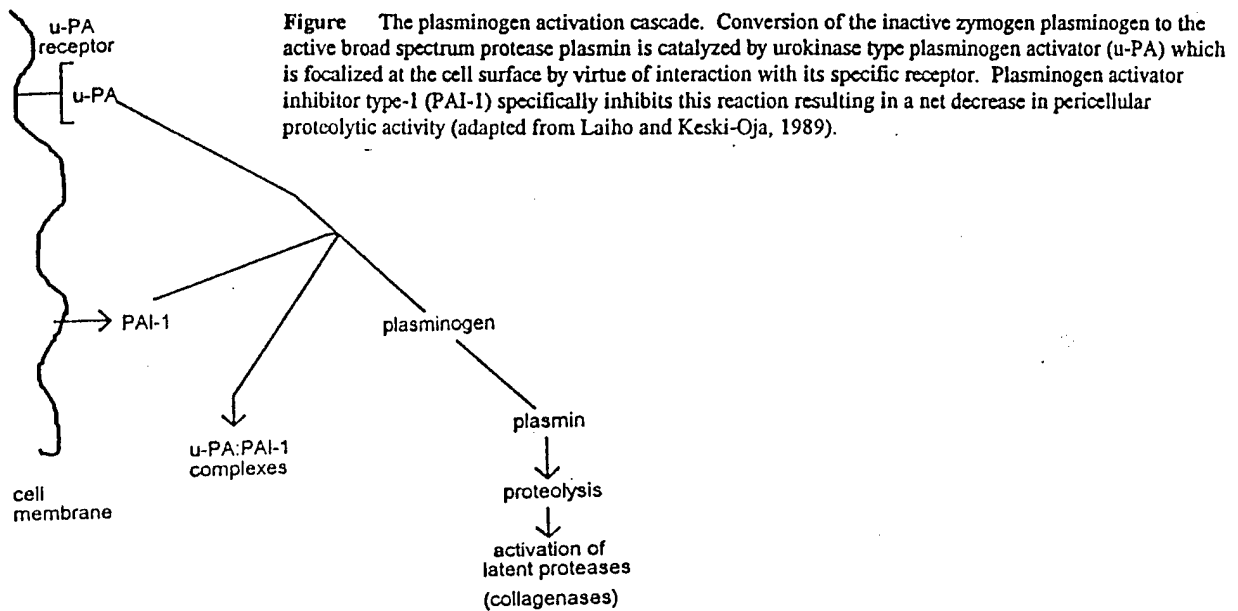 Figure The plasminogen activation cascade. Conversion of the inactive zymogen plasminogen to the
active broad spectrum protease plasmin is catalyzed by urokinase type plasminogen activator (u-PA) which
is focalized at the cell surface by virtue of interaction with its specific receptor. Plasminogen activator
inhibitor type-1 (PAI-1) specifically inhibits this reaction resulting in a net decrease in pericellular
proteolytic activity (adapted from Laiho and Keski-Oja, 1989).
u-PA
receptor
u-PA
PAI-1
plasminogen
plasmin
u-PA:PAI-1
complexes
proteolysis
cell
membrane
activation of
latent proteases
(collagenases)